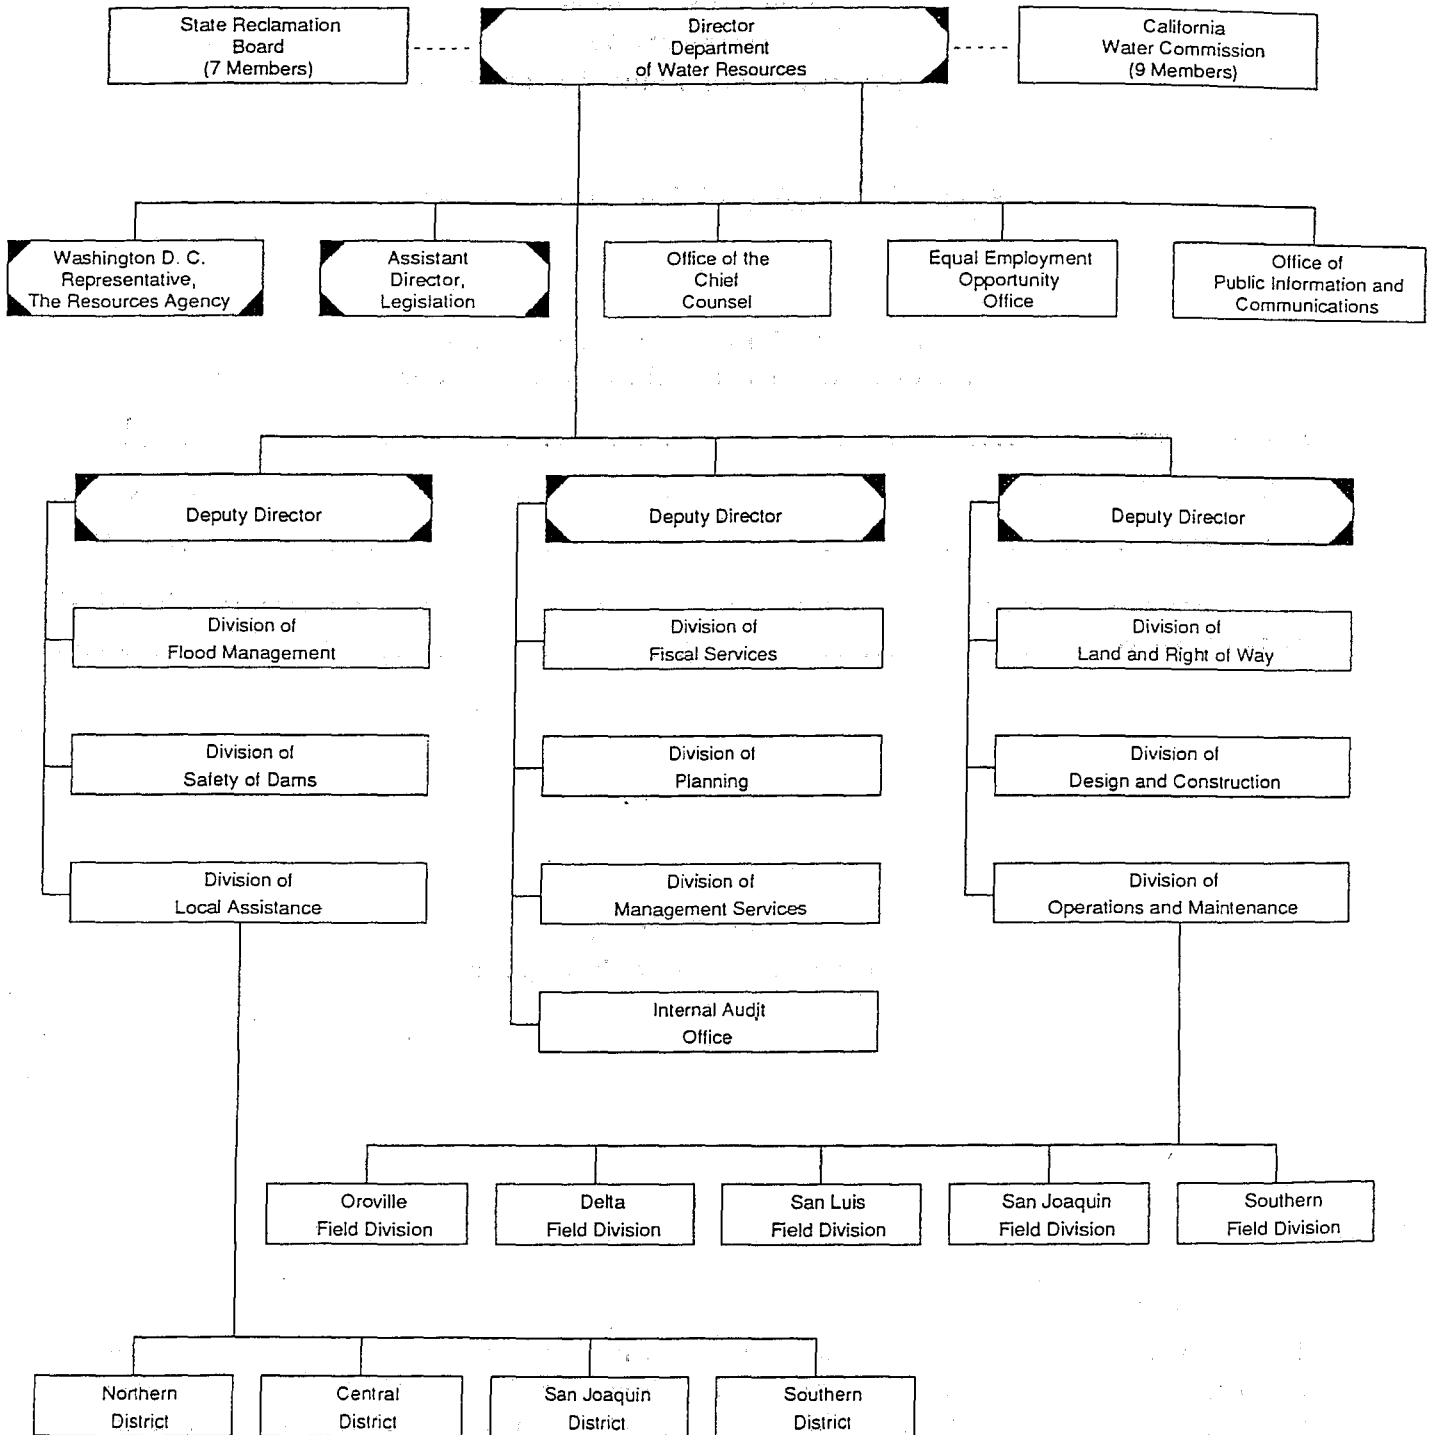 State Reclamation
Board
(7 Members)
Director
Department
of Water Resources
California
Water Commission
(9 Members)
Washington D. C.
Representative,
The Resources Agency
Assistant
Director,
Legislation
Office of the
Chief
Counsel
Equal Employment
Opportunity
Office
Office of
Public Information and
Communications
Deputy Director
Deputy Director
Deputy Director
Division of
Flood Management
Division of
Fiscal Services
Division of
Land and Right of Way
Division of
Safety of Dams
Division of
Planning
Division of
Design and Construction
Division of
Local Assistance
Division of
Management Services
Division of
Operations and Maintenance
Internal Audit
Office
Oroville
Field Division
Delta
Field Division
San Luis
Field Division
San Joaquin
Field Division
Southern
Field Division
Northern
District
Central
District
San Joaquin
District
Southern
District